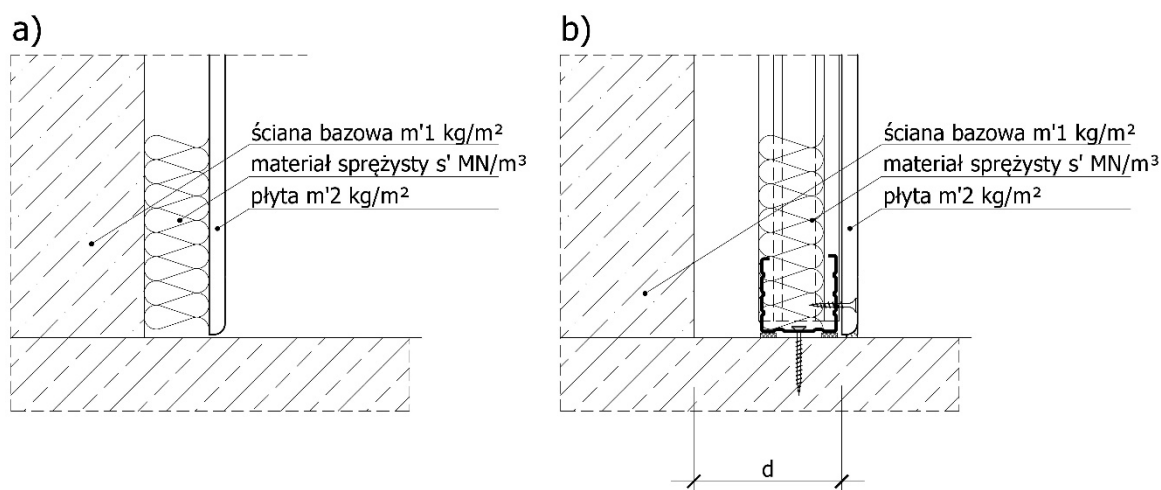 a)
ściana bazowa m'1 kg/m²
materiał sprężysty s' MN/m³
płyta m'2 kg/m²
b)
ściana bazowa m'1 kg/m²
materiał sprężysty s' MN/m³
płyta m'2 kg/m²
d